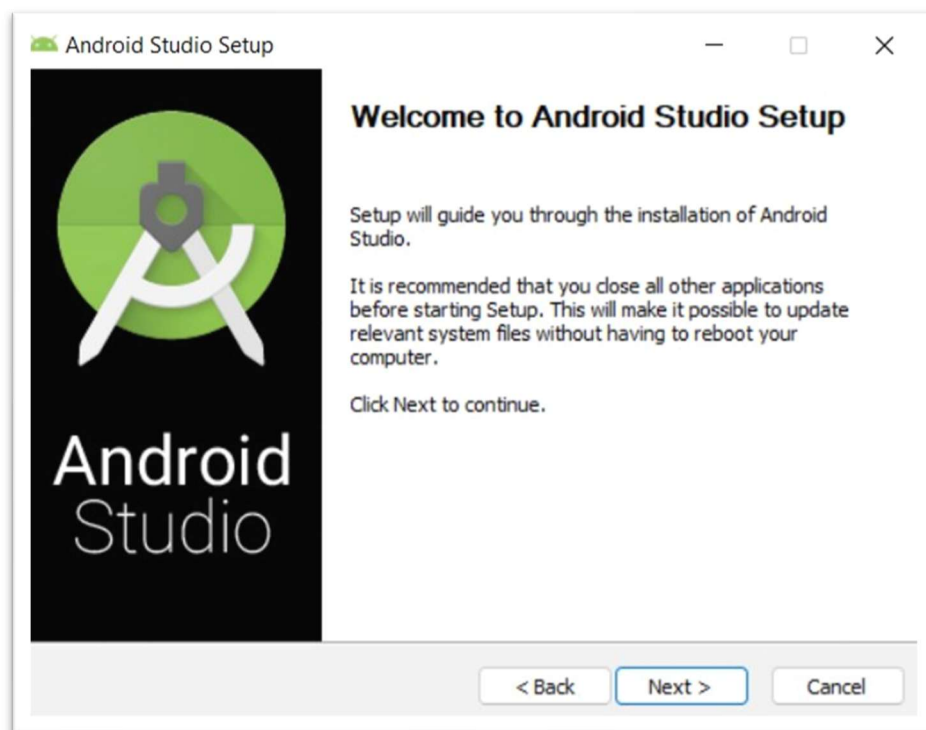 Android Studio Setup
Welcome to Android Studio Setup
Setup will guide you through the installation of Android
Studio.
It is recommended that you close all other applications
before starting Setup. This will make it possible to update
relevant system files without having to reboot your
computer.
Click Next to continue.
Android
Studio
< Back Next > Cancel